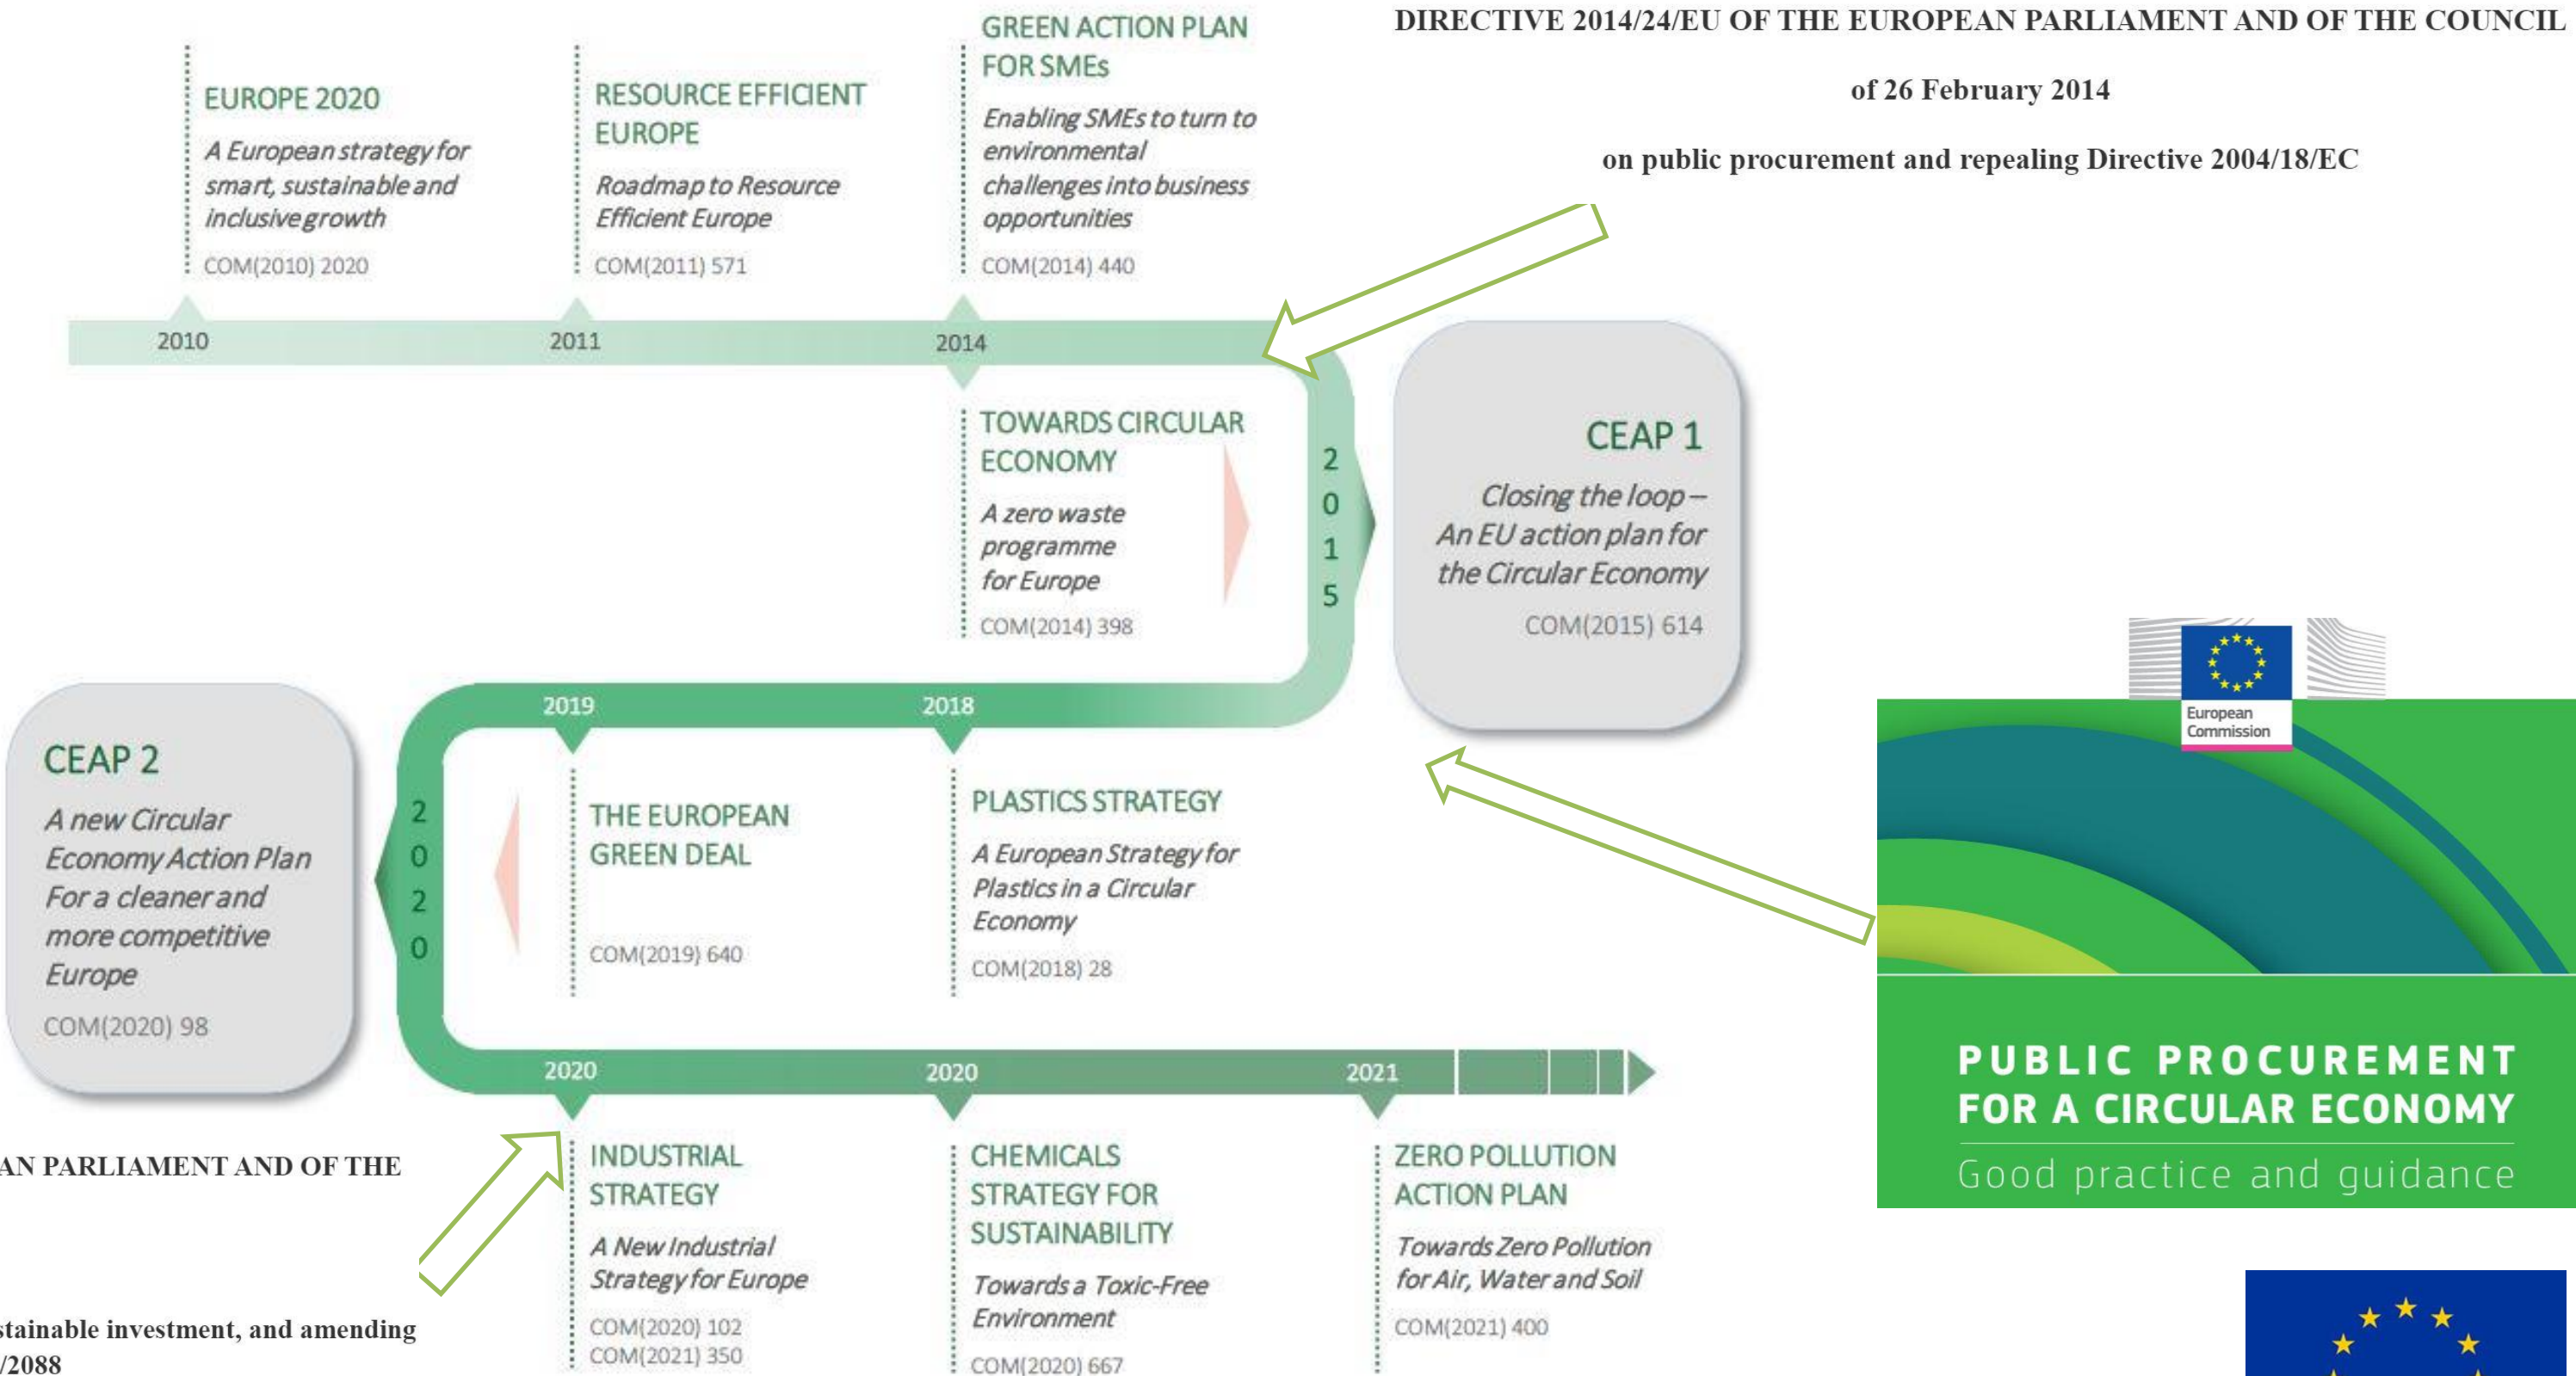 DIRECTIVE 2014/24/EU OF THE EUROPEAN PARLIAMENT AND OF THE COUNCIL
of 26 February 2014
on public procurement and repealing Directive 2004/18/EC
EUROPE 2020
A European strategy for
smart, sustainable and
inclusive growth
COM(2010) 2020
RESOURCE EFFICIENT
EUROPE
Roadmap to Resource
Efficient Europe
COM(2011) 571
GREEN ACTION PLAN
FOR SMEs
Enabling SMEs to turn to
environmental
challenges into business
opportunities
COM(2014) 440
2010
2011
2014
TOWARDS CIRCULAR
ECONOMY
A zero waste
programme
for Europe
COM(2014) 398
2
0
1
5
CEAP 1
Closing the loop –
An EU action plan for
the Circular Economy
COM(2015) 614
2019
2018
CEAP 2
A new Circular
Economy Action Plan
For a cleaner and
more competitive
Europe
COM(2020) 98
2
0
2
0
THE EUROPEAN
GREEN DEAL
COM(2019) 640
PLASTICS STRATEGY
A European Strategy for
Plastics in a Circular
Economy
COM(2018) 28
European
Commission
PUBLIC PROCUREMENT
FOR A CIRCULAR ECONOMY
Good practice and guidance
2020
2020
2021
AN PARLIAMENT AND OF THE
stainable investment, and amending
/2088
INDUSTRIAL
STRATEGY
A New Industrial
Strategy for Europe
COM(2020) 102
COM(2021) 350
CHEMICALS
STRATEGY FOR
SUSTAINABILITY
Towards a Toxic-Free
Environment
COM(2020) 667
ZERO POLLUTION
ACTION PLAN
Towards Zero Pollution
for Air, Water and Soil
COM(2021) 400